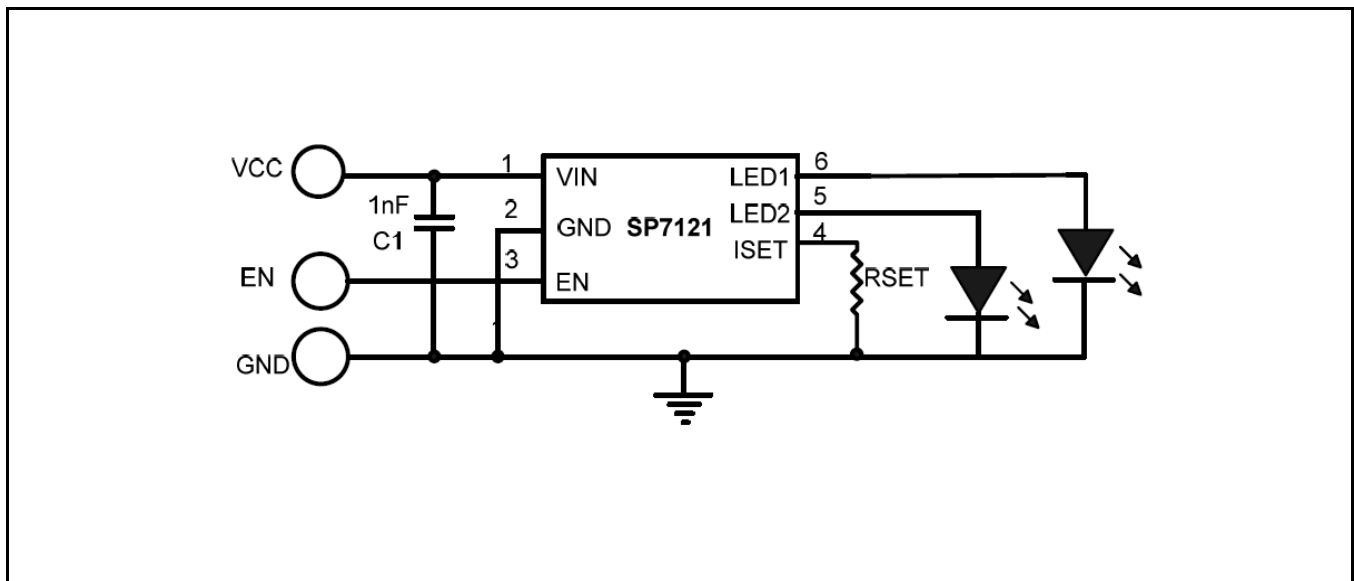 VCC
1nF
C1
EN
GND
1
2
3
VIN
GND
EN
SP7121
LED1
LED2
ISET
6
5
4
RSET